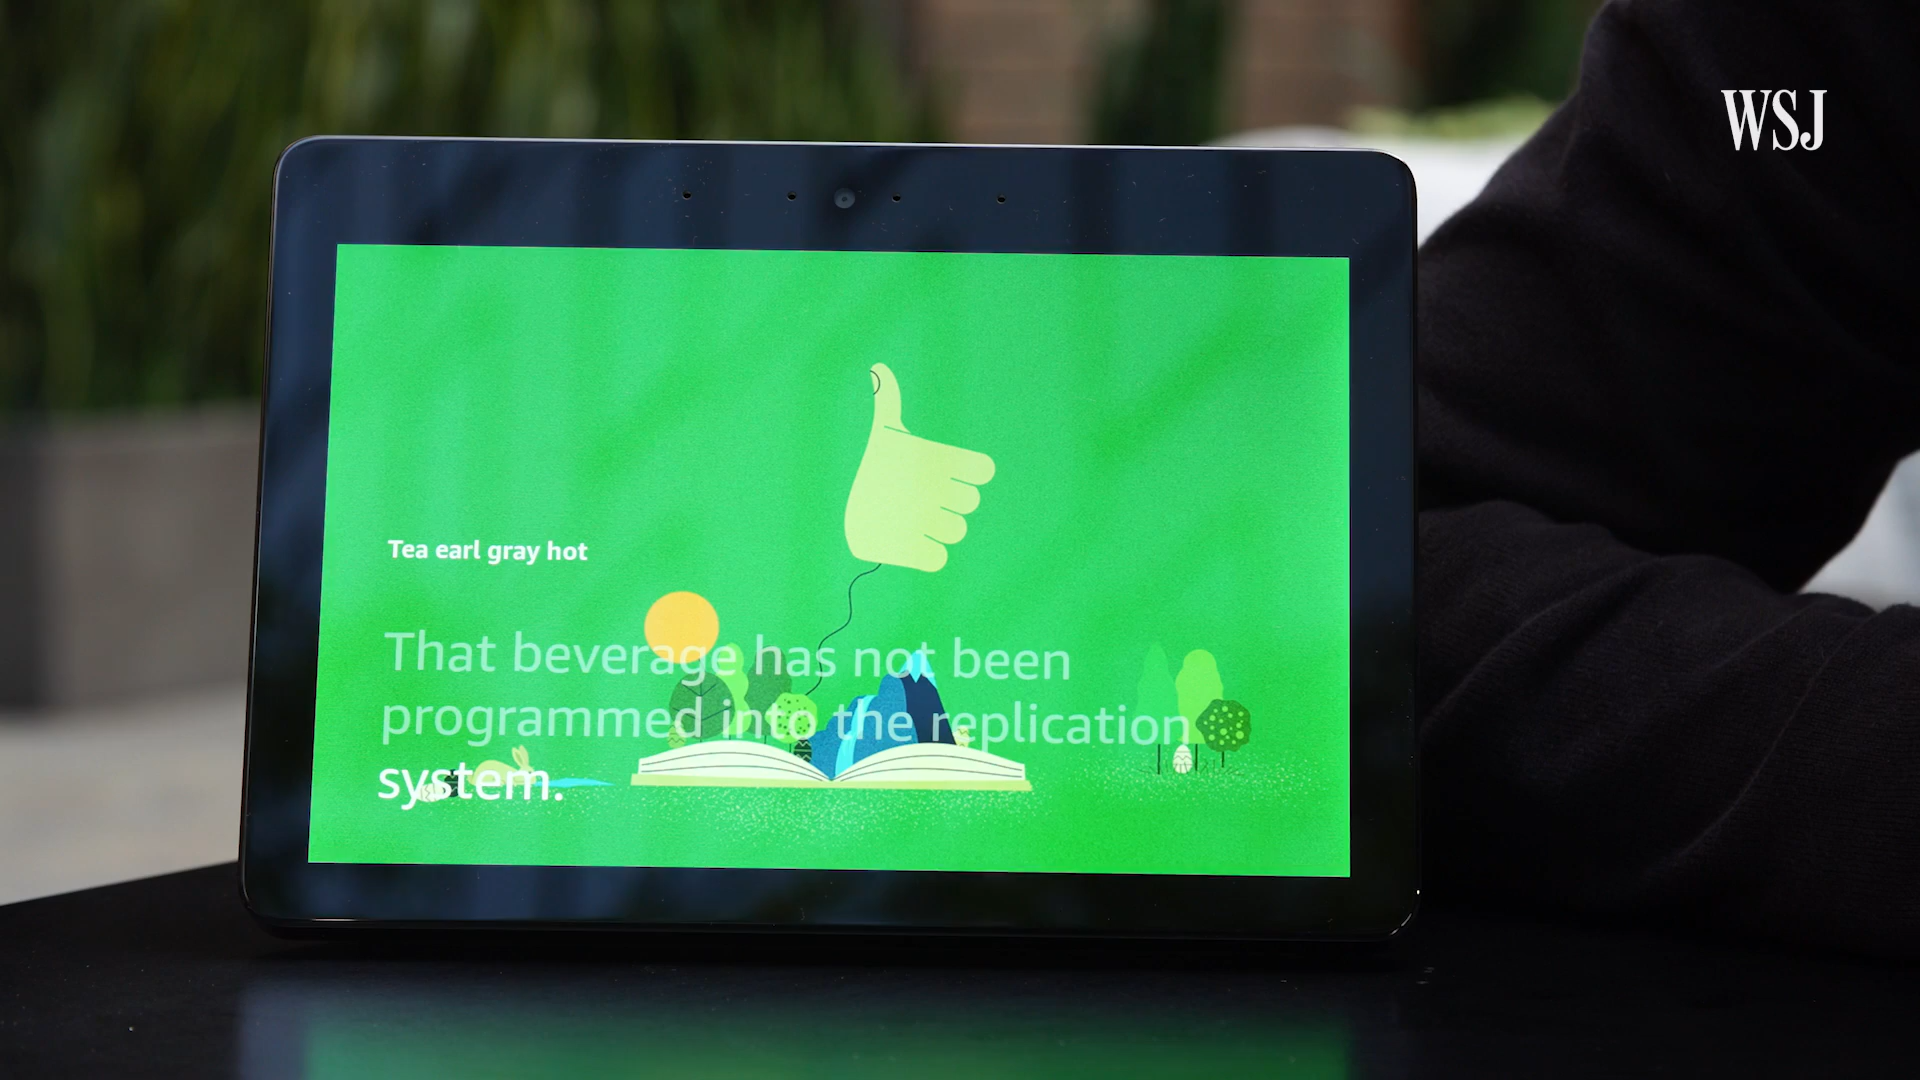 WSJ
Tea earl gray hot
That beverage has not been
programmed into the replication
system.